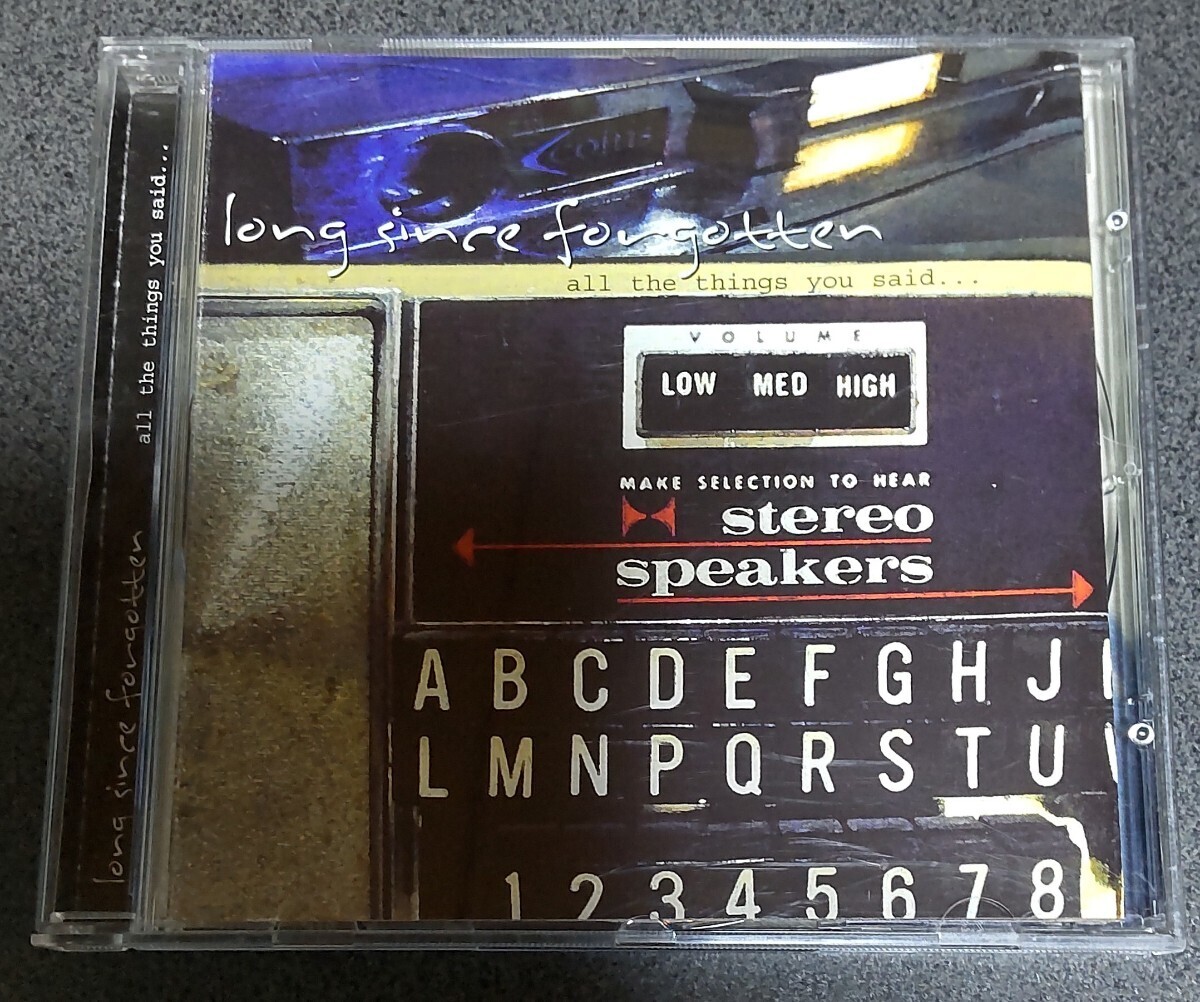 long since forgotten
all the things you said...
VOLUME
LOW MED HIGH
MAKE SELECTION TO HEAR
stereo
speakers
A B C D E F G H J
L M N P Q R S T U
1 2 3 4 5 6 7 8
long since forgotten all the things you said...